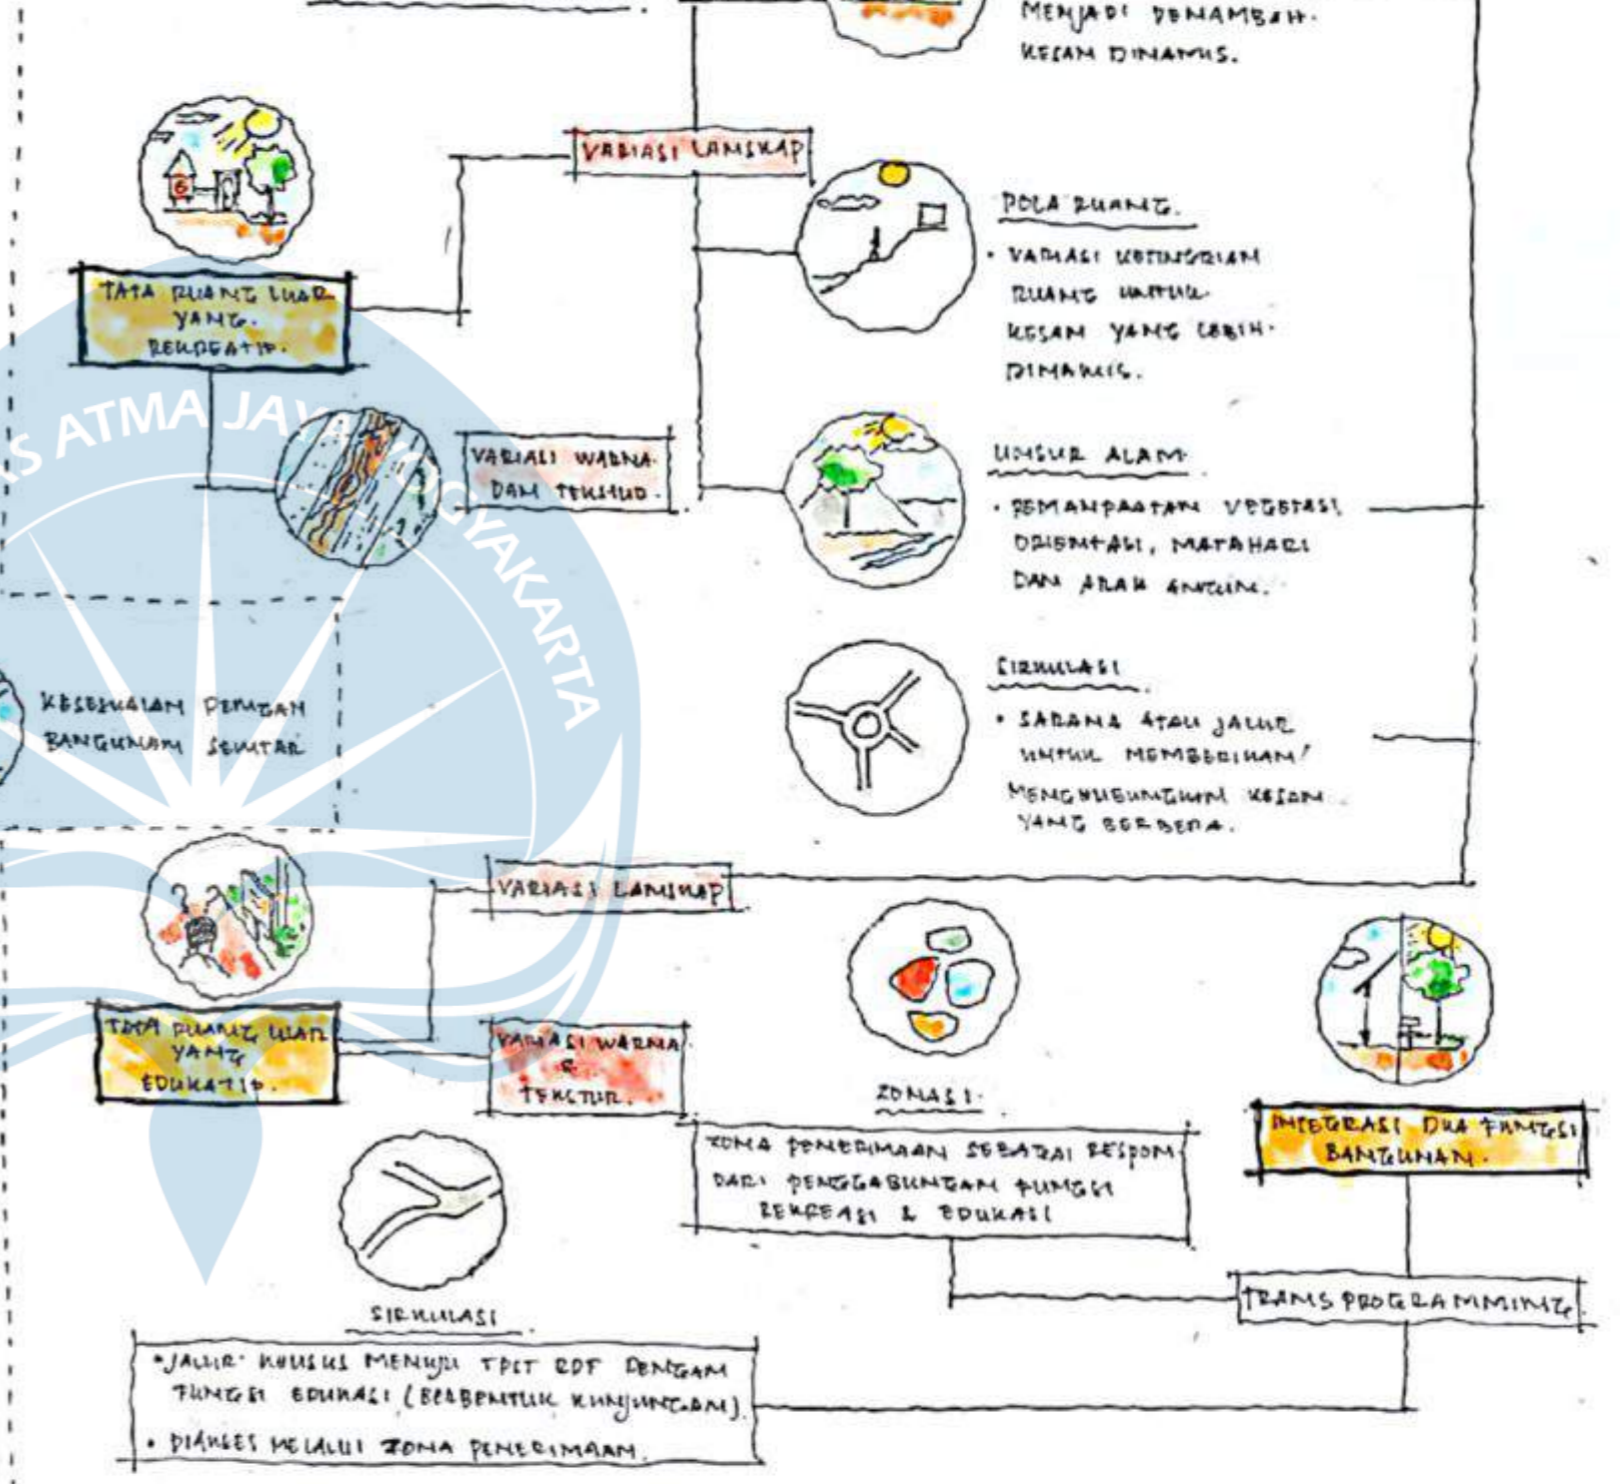 MENJADI PENAMBAH
KESAN DINAMIS.
VARIASI LANSKAP
POLA RUANG.
• VARIASI KETINGGIAN
RUANG UNTUK
KESAN YANG LEBIH
DINAMIS.
TATA RUANG LUAR
YANG
REKREATIF.
VARIASI WARNA
DAN TEKSTUR.
UNSUR ALAM
• PEMANFAATAN VEGETASI,
ORIENTASI, MATAHARI
DAN ARAH ANGIN.
S ATMA JAYA YOGYAKARTA
KESESUAIAN DENGAN
BANGUNAN SEKITAR
SIRKULASI
• SARANA ATAU JALUR
UNTUK MEMBERIKAN/
MENGHUBUNGKAN KESAN
YANG BERBEDA.
VARIASI LANSKAP
TATA RUANG LUAR
YANG
EDUKATIF.
VARIASI WARNA
&
TEKSTUR.
ZONASI.
ZONA PENERIMAAN SEBAGAI RESPON
DARI PENGGABUNGAN FUNGSI
REKREASI & EDUKASI
INTEGRASI DUA FUNGSI
BANGUNAN.
TRANSPROGRAMMING
SIRKULASI
• JALUR KHUSUS MENUJU TPST RDF DENGAN
FUNGSI EDUKASI (BERBENTUK KUNJUNGAN)
• DIAKSES MELALUI ZONA PENERIMAAN.